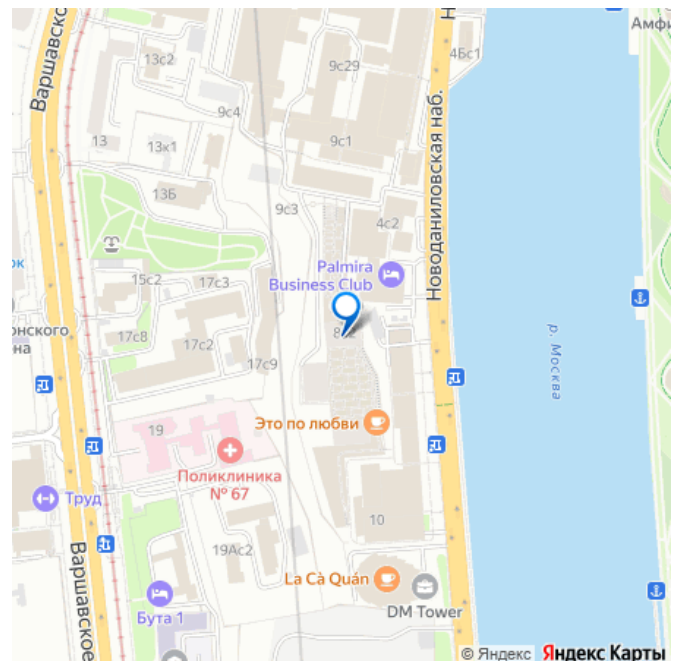 Варшавско
13с2
9с29
4Бс1
Амфи
9с4
9с1
13
13к1
Новоданиловская наб.
13Б
9с3
4с2
Palmira
Business Club
15с2
17с3
17с8
17с2
17с9
р. Москва
Это по любви
19
Поликлиника
№ 67
Труд
10
19Ас2
Варшавское
La Cà Quán
DM Tower
Бута 1
© Яндекс Яндекс Карты